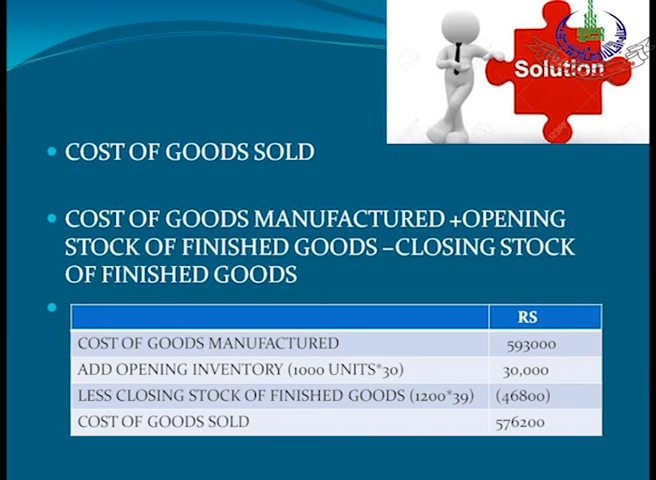 Solution
COST OF GOODS SOLD
COST OF GOODS MANUFACTURED +OPENING
STOCK OF FINISHED GOODS –CLOSING STOCK
OF FINISHED GOODS
RS
COST OF GOODS MANUFACTURED 593000
ADD OPENING INVENTORY (1000 UNITS*30) 30,000
LESS CLOSING STOCK OF FINISHED GOODS (1200*39) (46800)
COST OF GOODS SOLD 576200